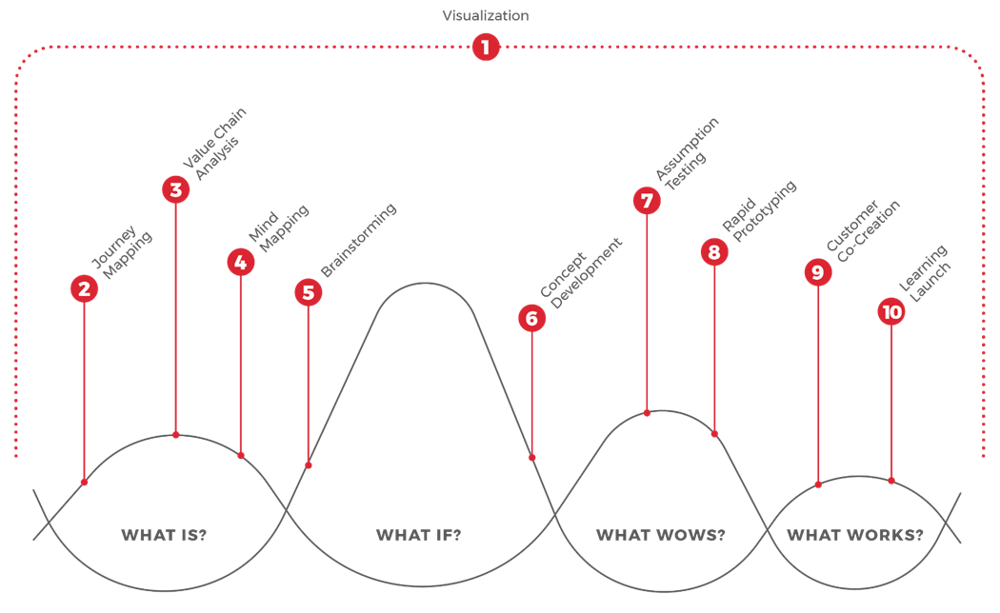 Visualization
1
2
Journey
Mapping
3
Value Chain
Analysis
4
Mind
Mapping
5
Brainstorming
6
Concept
Development
7
Assumption
Testing
8
Rapid
Prototyping
9
Customer
Co-Creation
10
Learning
Launch
WHAT IS?
WHAT IF?
WHAT WOWS?
WHAT WORKS?